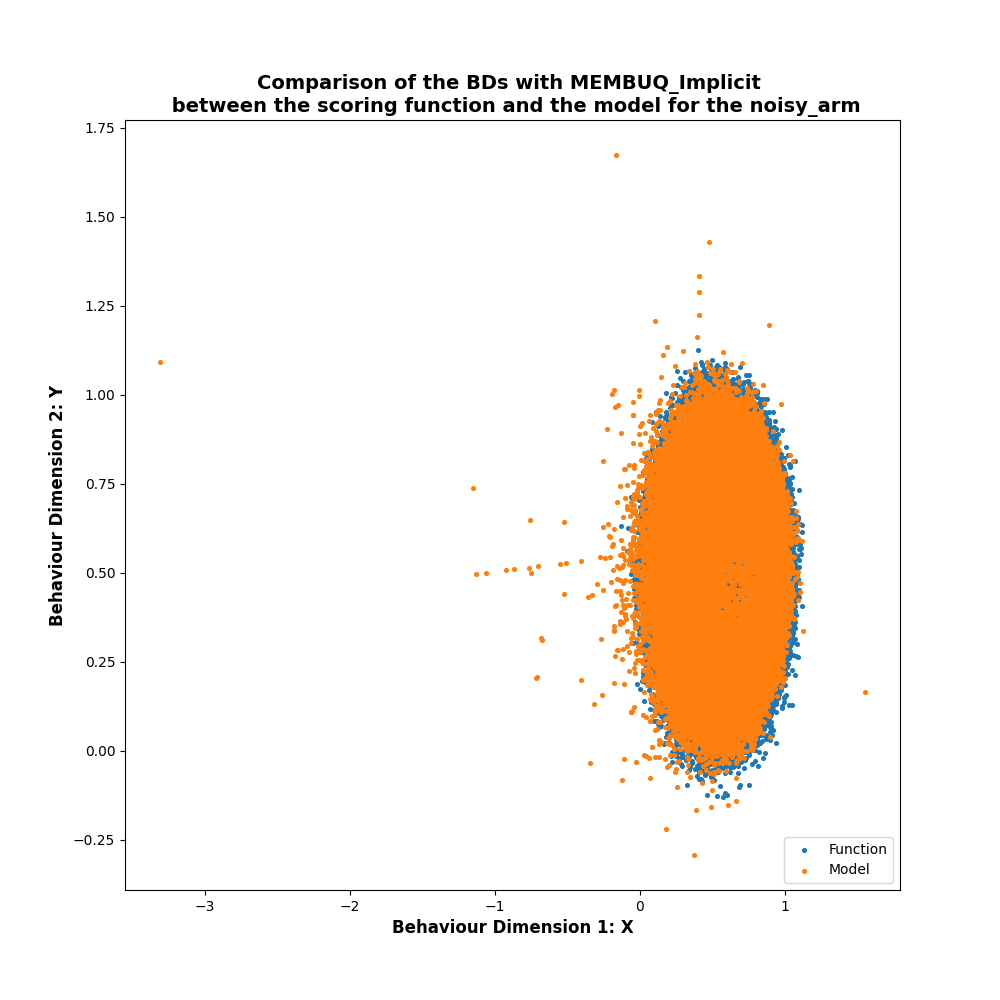 Comparison of the BDs with MEMBUQ_Implicit
between the scoring function and the model for the noisy_arm
1.75
1.50
1.25
1.00
0.75
0.50
0.25
0.00
−0.25
Behaviour Dimension 2: Y
Function
Model
−3
−2
−1
0
1
Behaviour Dimension 1: X